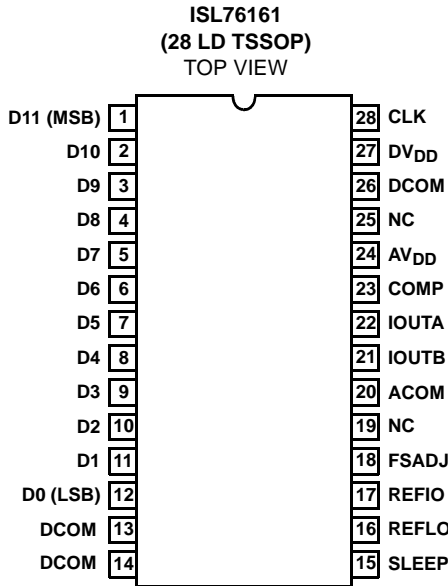 ISL76161
(28 LD TSSOP)
TOP VIEW
D11 (MSB) 1 28 CLK
D10 2 27 DVDD
D9 3 26 DCOM
D8 4 25 NC
D7 5 24 AVDD
D6 6 23 COMP
D5 7 22 IOUTA
D4 8 21 IOUTB
D3 9 20 ACOM
D2 10 19 NC
D1 11 18 FSADJ
D0 (LSB) 12 17 REFIO
DCOM 13 16 REFLO
DCOM 14 15 SLEEP